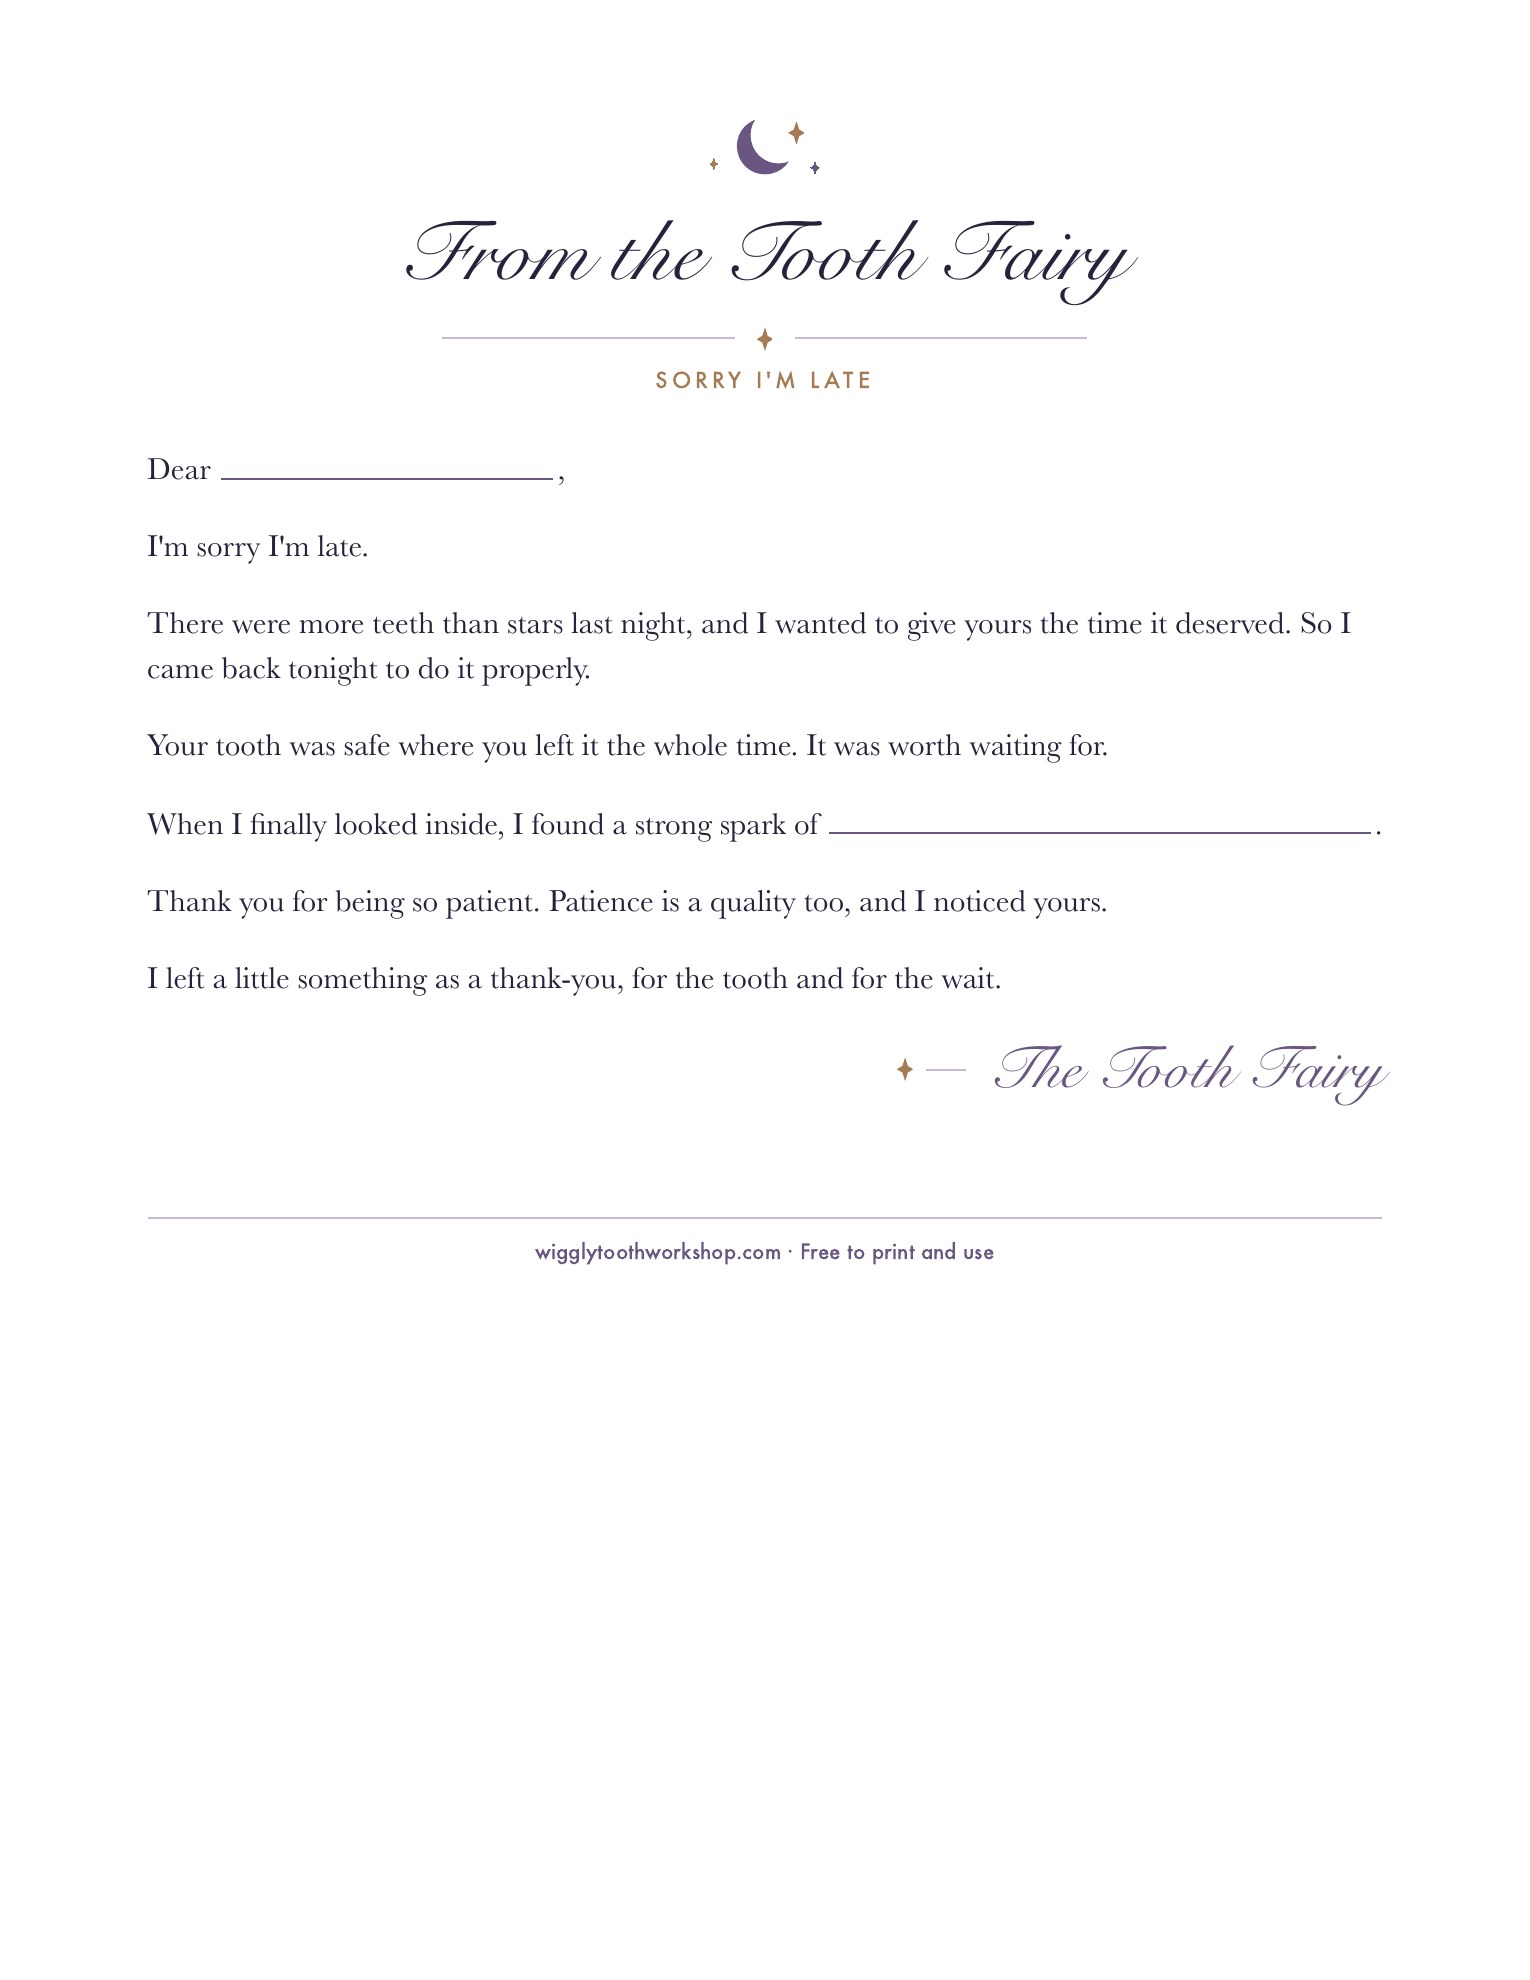 From the Tooth Fairy
SORRY I'M LATE
Dear ,
I'm sorry I'm late.
There were more teeth than stars last night, and I wanted to give yours the time it deserved. So I
came back tonight to do it properly.
Your tooth was safe where you left it the whole time. It was worth waiting for.
When I finally looked inside, I found a strong spark of .
Thank you for being so patient. Patience is a quality too, and I noticed yours.
I left a little something as a thank-you, for the tooth and for the wait.
— The Tooth Fairy
wigglytoothworkshop.com · Free to print and use